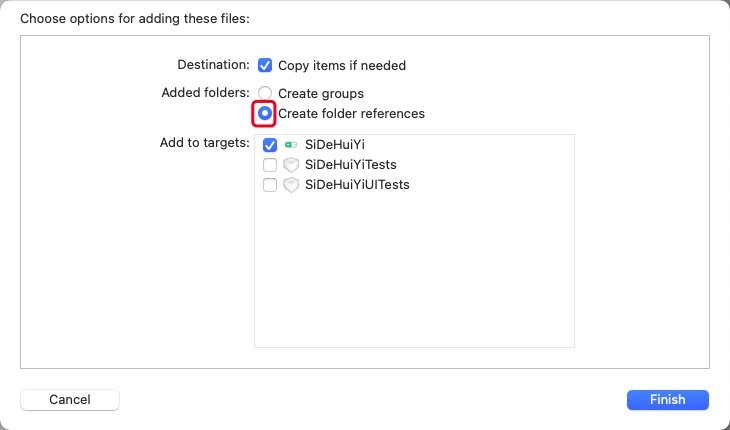 Choose options for adding these files:
Destination: Copy items if needed
Added folders: Create groups
Create folder references
Add to targets: SiDeHuiYi
SiDeHuiYiTests
SiDeHuiYiUITests
Cancel Finish